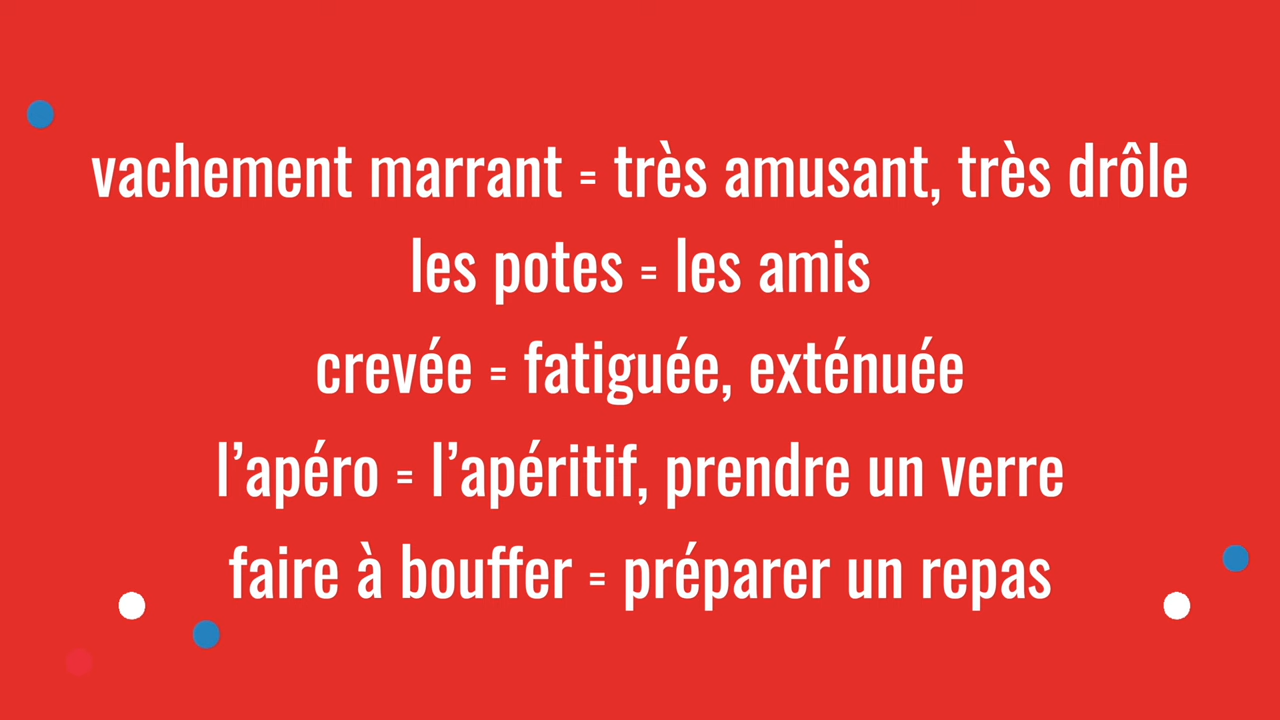 vachement marrant = très amusant, très drôle
les potes = les amis
crevée = fatiguée, exténuée
l’apéro = l’apéritif, prendre un verre
faire à bouffer = préparer un repas